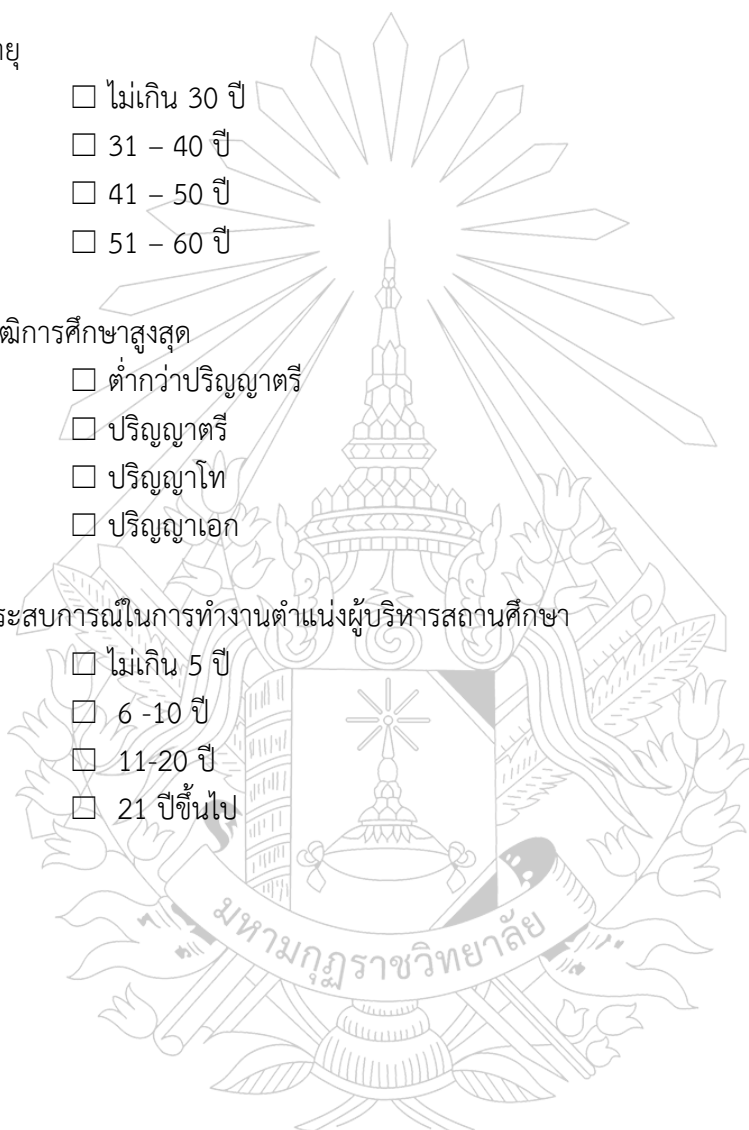 ายุ
☐ ไม่เกิน 30 ปี
☐ 31 – 40 ปี
☐ 41 – 50 ปี
☐ 51 – 60 ปี
ฒิการศึกษาสูงสุด
☐ ต่ำกว่าปริญญาตรี
☐ ปริญญาตรี
☐ ปริญญาโท
☐ ปริญญาเอก
ระสบการณ์ในการทำงานตำแหน่งผู้บริหารสถานศึกษา
☐ ไม่เกิน 5 ปี
☐ 6 -10 ปี
☐ 11-20 ปี
☐ 21 ปีขึ้นไป
มหามกุฏราชวิทยาลัย